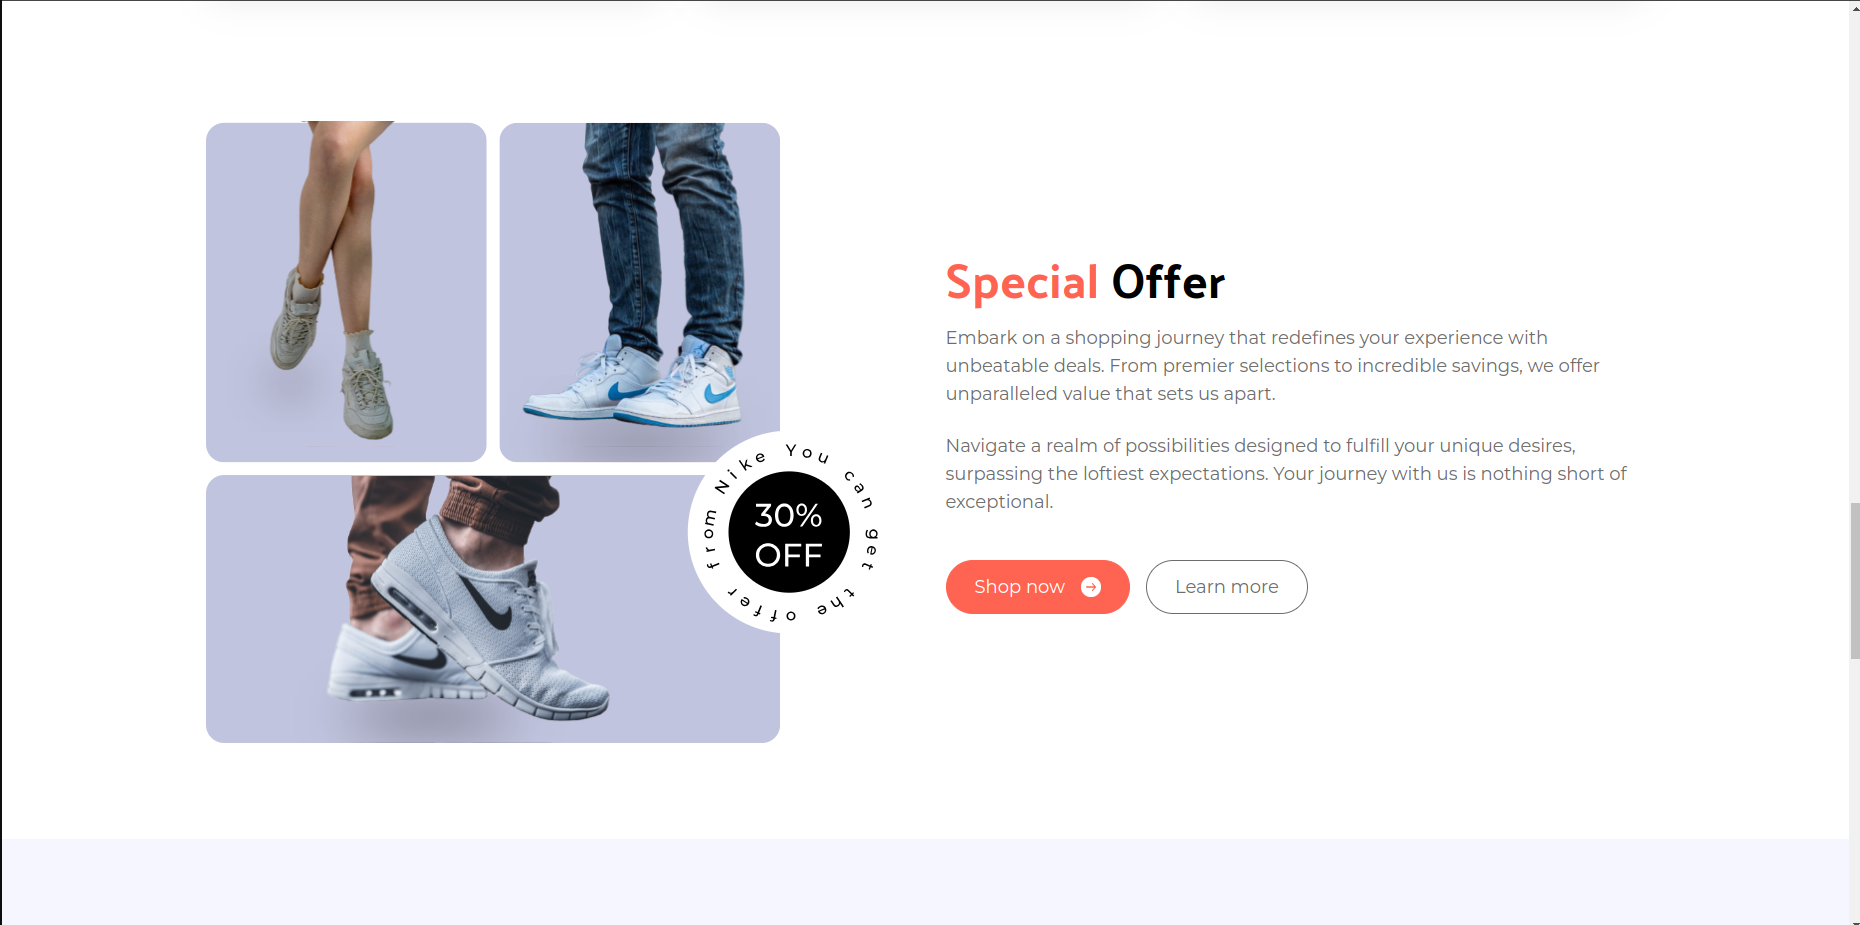 You can get the offer from Nike
30%
OFF
Special Offer
Embark on a shopping journey that redefines your experience with
unbeatable deals. From premier selections to incredible savings, we offer
unparalleled value that sets us apart.
Navigate a realm of possibilities designed to fulfill your unique desires,
surpassing the loftiest expectations. Your journey with us is nothing short of
exceptional.
Shop now
Learn more